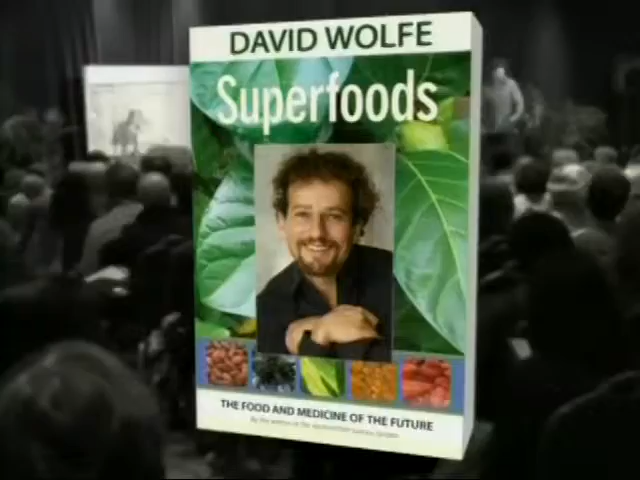 DAVID WOLFE
Superfoods
THE FOOD AND MEDICINE OF THE FUTURE